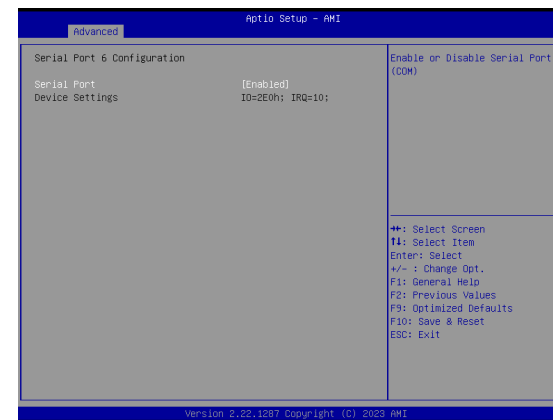 Aptio Setup - AMI
Advanced
Serial Port 6 Configuration
Serial Port [Enabled]
Device Settings IO=2E0h; IRQ=10;
Enable or Disable Serial Port
(COM)
→←: Select Screen
↑↓: Select Item
Enter: Select
+/- : Change Opt.
F1: General Help
F2: Previous Values
F9: Optimized Defaults
F10: Save & Reset
ESC: Exit
Version 2.22.1287 Copyright (C) 2023 AMI